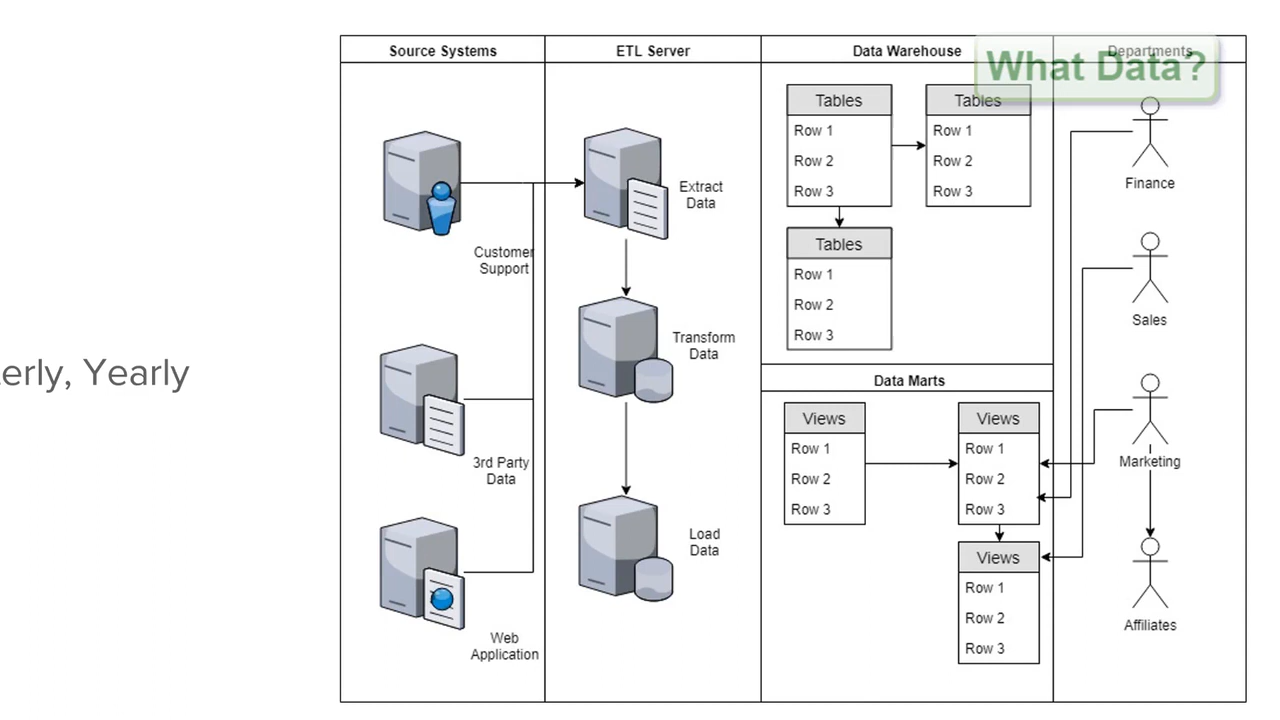 Source Systems
ETL Server
Data Warehouse
Departments
What Data?
Tables
Row 1
Row 2
Row 3
Tables
Row 1
Row 2
Row 3
Tables
Row 1
Row 2
Row 3
Customer
Support
3rd Party
Data
Web
Application
Extract
Data
Transform
Data
Load
Data
Data Marts
Views
Row 1
Row 2
Row 3
Views
Row 1
Row 2
Row 3
Views
Row 1
Row 2
Row 3
Finance
Sales
Marketing
Affiliates
erly, Yearly